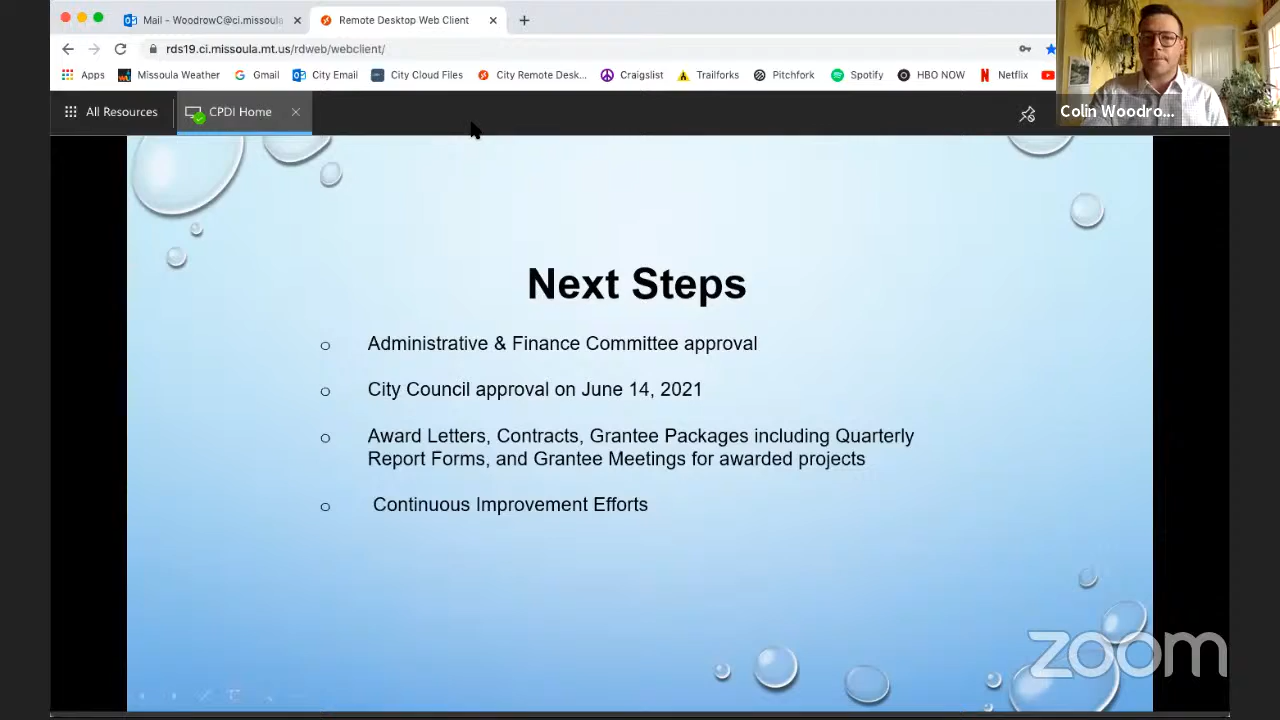 Mail - WoodrowC@ci.missoula
Remote Desktop Web Client
rds19.ci.missoula.mt.us/rdweb/webclient/
Apps
Missoula Weather
Gmail
City Email
City Cloud Files
City Remote Desk...
Craigslist
Trailforks
Pitchfork
Spotify
HBO NOW
Netflix
All Resources
CPDI Home
Colin Woodro...
Next Steps
Administrative & Finance Committee approval
City Council approval on June 14, 2021
Award Letters, Contracts, Grantee Packages including Quarterly
Report Forms, and Grantee Meetings for awarded projects
Continuous Improvement Efforts
zoom